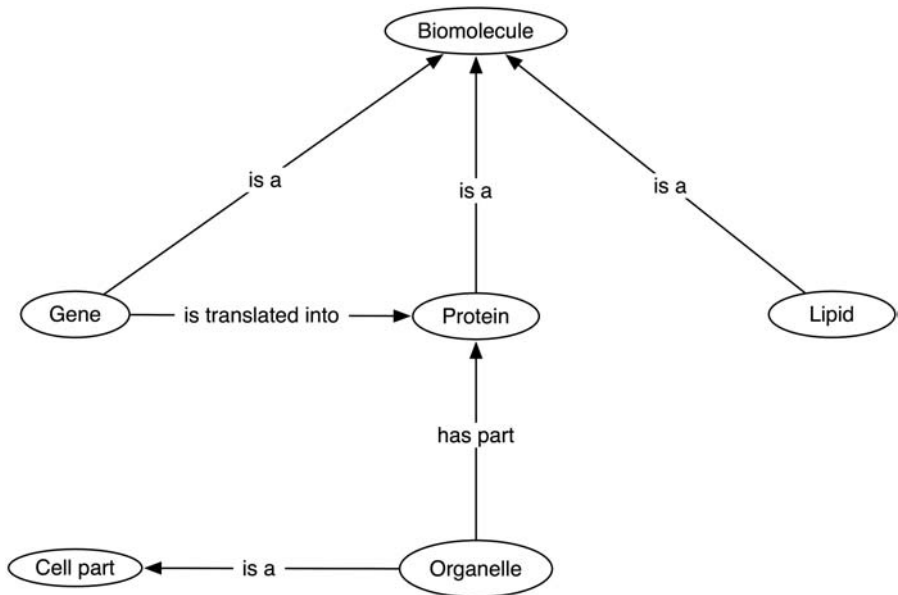 Biomolecule
is a
is a
is a
Gene
is translated into
Protein
Lipid
has part
Cell part
is a
Organelle